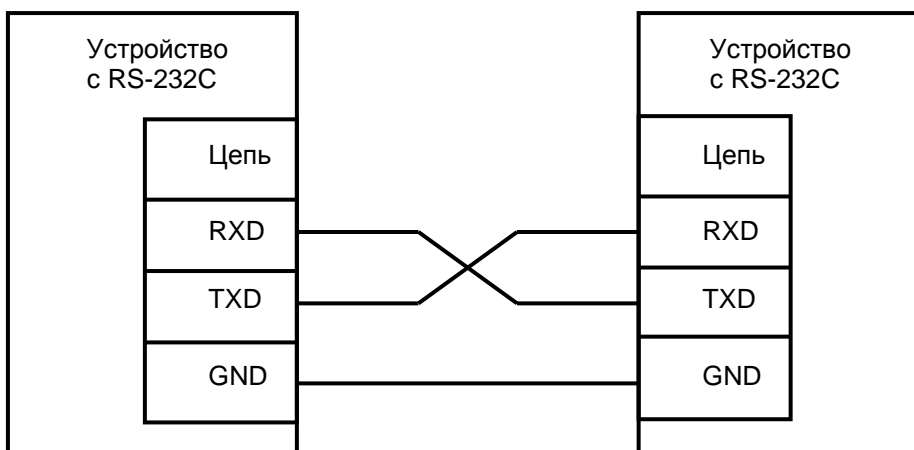 Устройство
с RS-232C
Цепь
RXD
TXD
GND
Устройство
с RS-232C
Цепь
RXD
TXD
GND